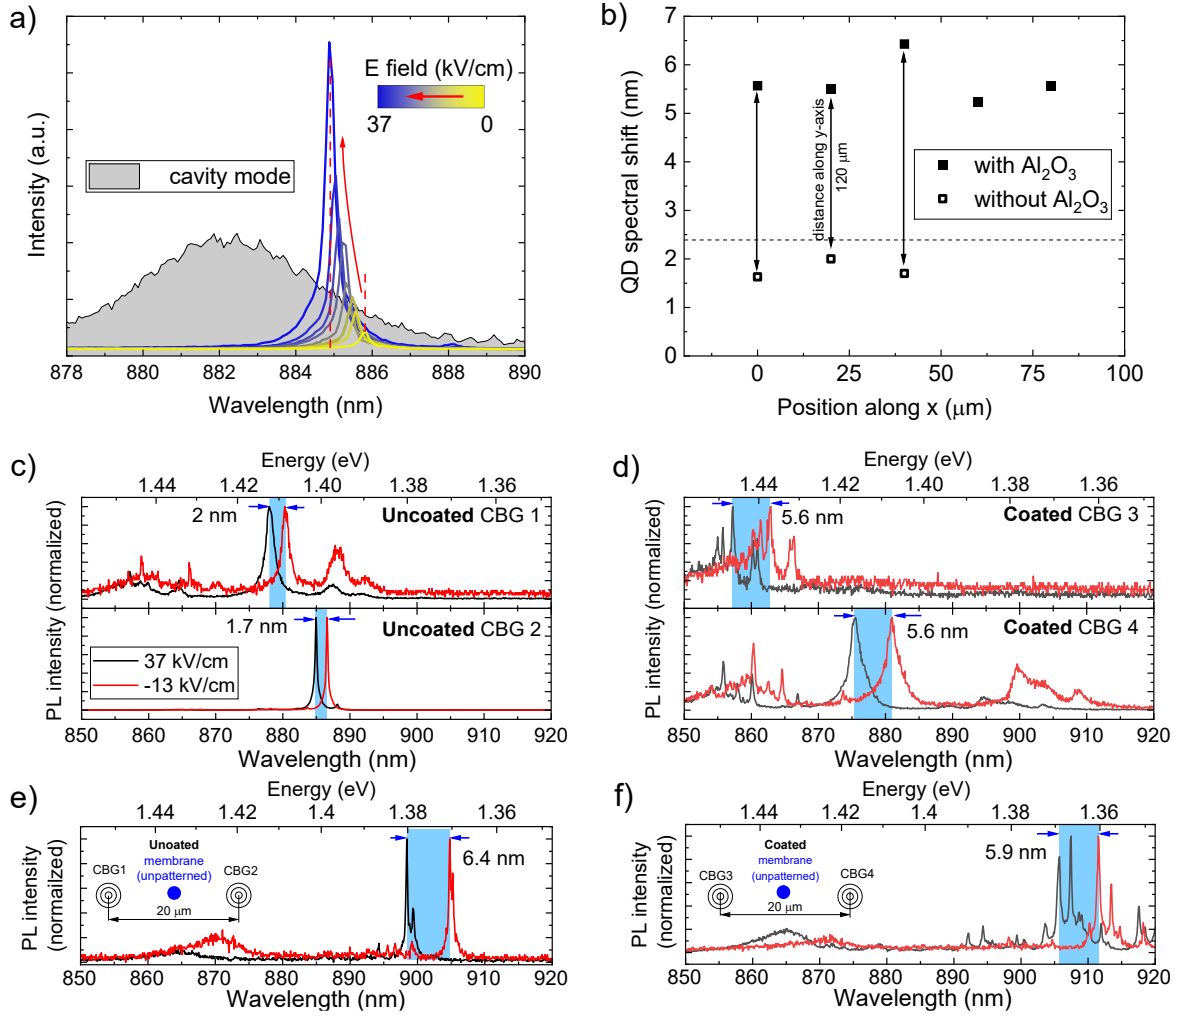 a)
Intensity (a.u.)
E field (kV/cm)
37
0
cavity mode
878
880
882
884
886
888
890
Wavelength (nm)
b)
QD spectral shift (nm)
7
6
5
4
3
2
1
0
distance along y-axis
120 μm
with Al₂O₃
without Al₂O₃
0
25
50
75
100
Position along x (μm)
c)
Energy (eV)
1.44
1.42
1.40
1.38
1.36
PL intensity (normalized)
2 nm
Uncoated CBG 1
1.7 nm
Uncoated CBG 2
37 kV/cm
-13 kV/cm
850
860
870
880
890
900
910
920
Wavelength (nm)
d)
Energy (eV)
1.44
1.42
1.40
1.38
1.36
PL intensity (normalized)
5.6 nm
Coated CBG 3
5.6 nm
Coated CBG 4
850
860
870
880
890
900
910
920
Wavelength (nm)
e)
Energy (eV)
1.44
1.42
1.4
1.38
1.36
PL intensity
(normalized)
Unoated
membrane
(unpatterned)
CBG1
CBG2
20 μm
6.4 nm
850
860
870
880
890
900
910
920
Wavelength (nm)
f)
Energy (eV)
1.44
1.42
1.4
1.38
1.36
PL intensity
(normalized)
Coated
membrane
(unpatterned)
CBG3
CBG4
20 μm
5.9 nm
850
860
870
880
890
900
910
920
Wavelength (nm)